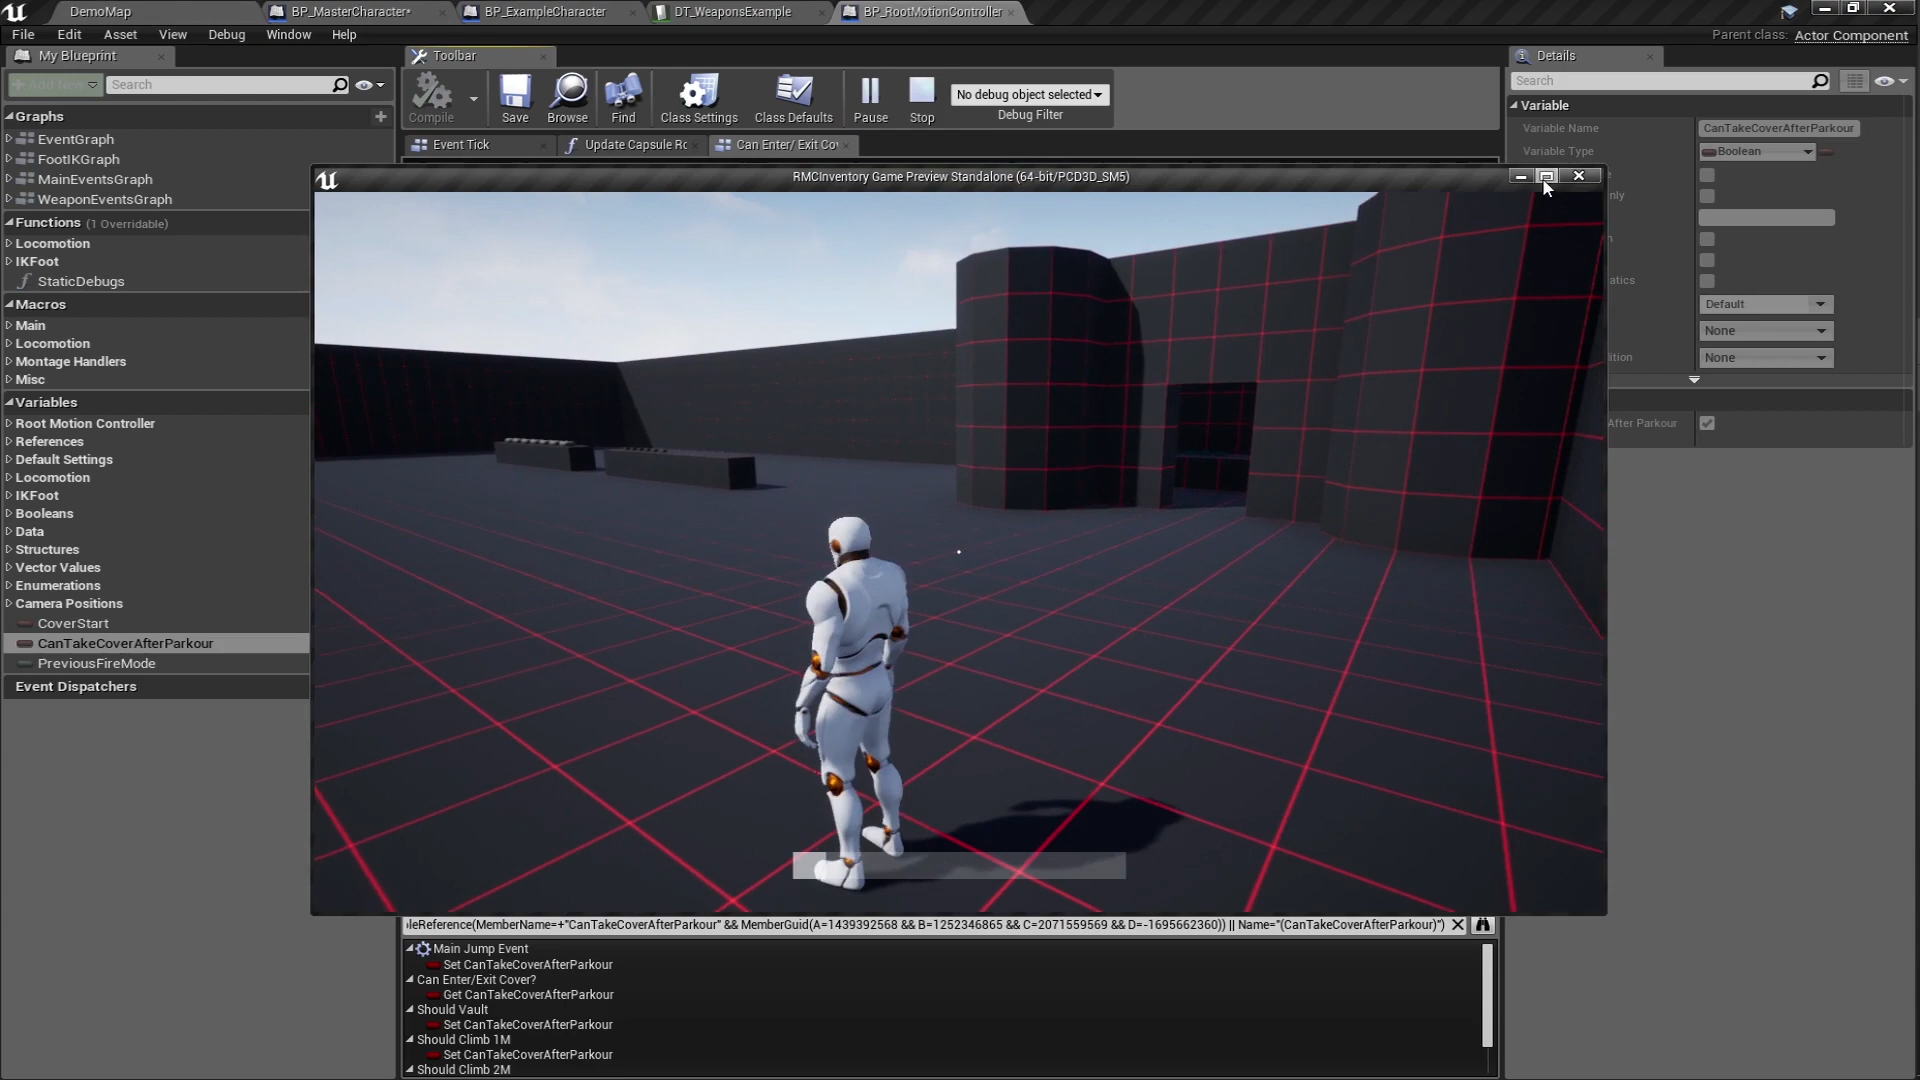 DemoMap
BP_MasterCharacter*
BP_ExampleCharacter
DT_WeaponsExample
BP_RootMotionController
File Edit Asset View Debug Window Help
Parent class: Actor Component
My Blueprint
Toolbar
Details
Add New
Search
Search
Compile
Save
Browse
Find
Class Settings
Class Defaults
Pause
Stop
No debug object selected
Debug Filter
Variable
Variable Name
CanTakeCoverAfterParkour
Variable Type
Boolean
Graphs
EventGraph
FootIKGraph
MainEventsGraph
WeaponEventsGraph
Functions (1 Overridable)
Locomotion
IKFoot
StaticDebugs
Macros
Main
Locomotion
Montage Handlers
Misc
Variables
Root Motion Controller
References
Default Settings
Locomotion
IKFoot
Booleans
Data
Structures
Vector Values
Enumerations
Camera Positions
CoverStart
CanTakeCoverAfterParkour
PreviousFireMode
Event Dispatchers
Event Tick
Update Capsule Ro
Can Enter/ Exit Cov
RMCInventory Game Preview Standalone (64-bit/PCD3D_SM5)
nly
n
atics
Default
None
ition
None
After Parkour
leReference(MemberName=+"CanTakeCoverAfterParkour" && MemberGuid(A=1439392568 && B=1252346865 && C=2071559569 && D=-1695662360)) || Name="(CanTakeCoverAfterParkour)")
Main Jump Event
Set CanTakeCoverAfterParkour
Can Enter/Exit Cover?
Get CanTakeCoverAfterParkour
Should Vault
Set CanTakeCoverAfterParkour
Should Climb 1M
Set CanTakeCoverAfterParkour
Should Climb 2M